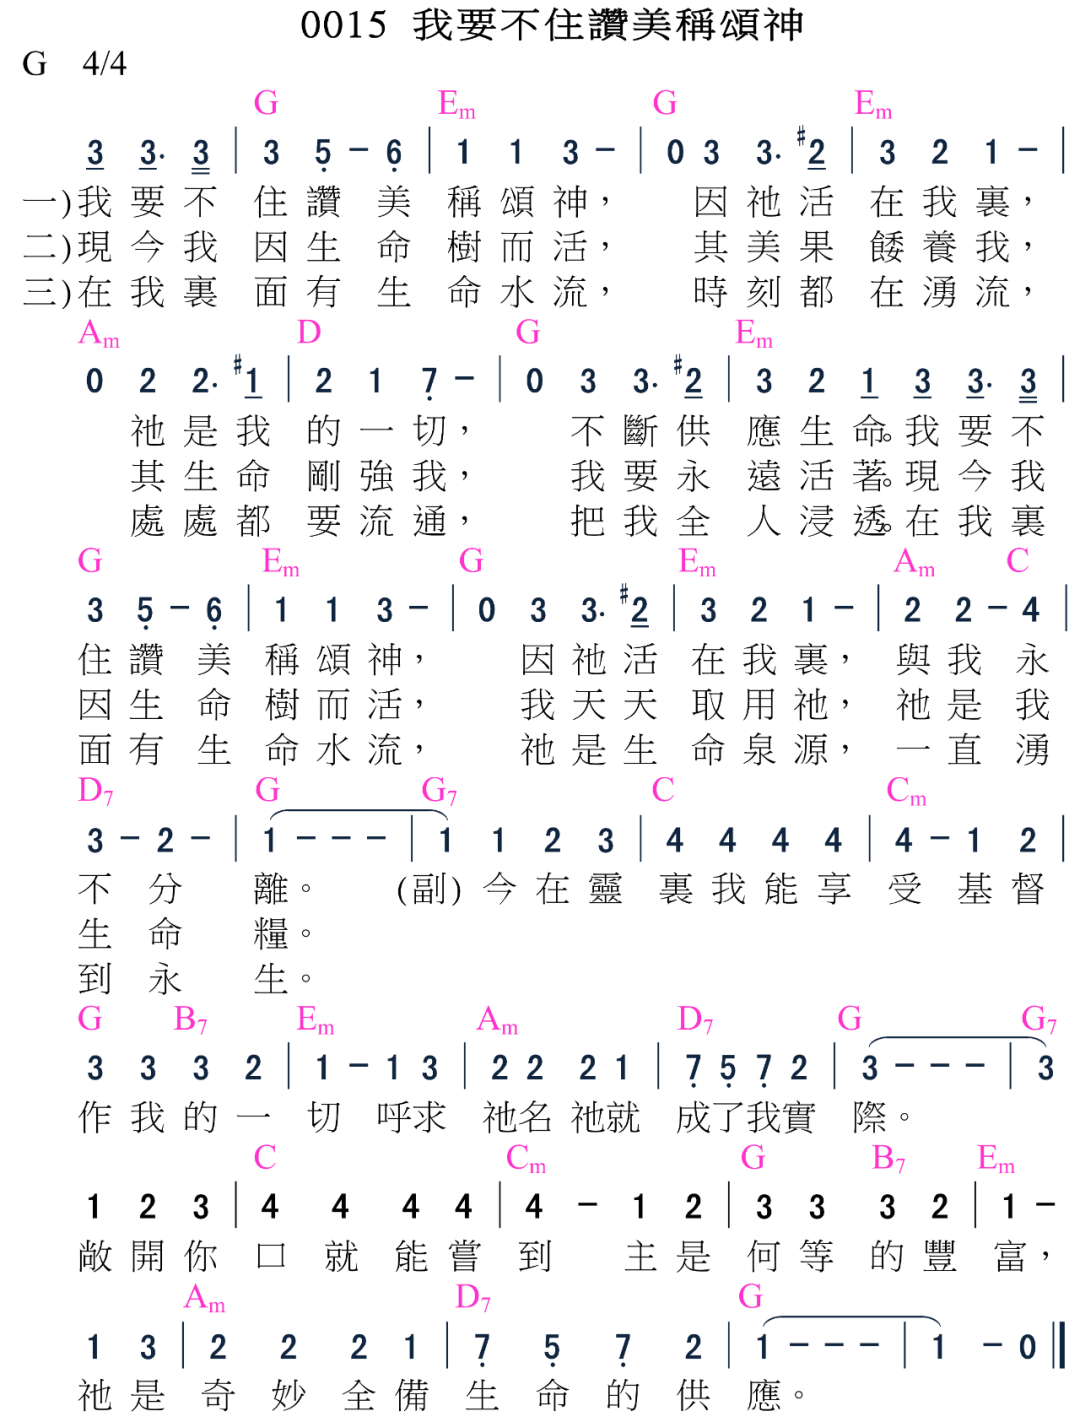 0015 我要不住讚美稱頌神
G 4/4
G Em G Em
3 3. 3 | 3 5 - 6 | 1 1 3 - | 0 3 3. #2 | 3 2 1 - |
一)我要不 住讚 美 稱頌神， 因祂活 在我裏，
二)現今我 因生 命 樹而活， 其美果 餧養我，
三)在我裏 面有 生 命水流， 時刻都 在湧流，
Am D G Em
0 2 2. #1 | 2 1 7 - | 0 3 3. #2 | 3 2 1 3 3. 3 |
祂是我 的一切， 不斷供 應生命。我要不
其生命 剛強我， 我要永 遠活著。現今我
處處都 要流通， 把我全 人浸透。在我裏
G Em G Em Am C
3 5 - 6 | 1 1 3 - | 0 3 3. #2 | 3 2 1 - | 2 2 - 4 |
住讚 美 稱頌神， 因祂活 在我裏， 與我 永
因生 命 樹而活， 我天天 取用祂， 祂是 我
面有 生 命水流， 祂是生 命泉源， 一直 湧
D7 G G7 C Cm
3 - 2 - | 1 - - - | 1 1 2 3 | 4 4 4 4 | 4 - 1 2 |
不 分 離。 (副) 今在靈 裏我能享 受 基督
生 命 糧。
到 永 生。
G B7 Em Am D7 G G7
3 3 3 2 | 1 - 1 3 | 2 2 2 1 | 7 5 7 2 | 3 - - - | 3
作我的一 切 呼求 祂名祂就 成了我實 際。
C Cm G B7 Em
1 2 3 | 4 4 4 4 | 4 - 1 2 | 3 3 3 2 | 1 -
敞開你 口就能嘗 到 主是 何等的豐 富，
Am D7 G
1 3 | 2 2 2 1 | 7 5 7 2 | 1 - - - | 1 - 0 ‖
祂是 奇妙全備 生命的供 應。